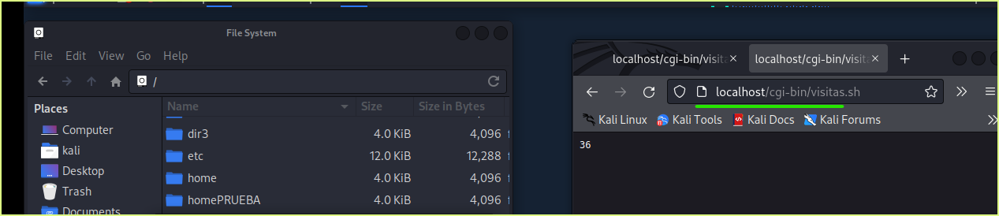 File System
File Edit View Go Help
/
Places
Computer
kali
Desktop
Trash
Documents
Name Size Size in Bytes
dir3 4.0 KiB 4,096
etc 12.0 KiB 12,288
home 4.0 KiB 4,096
homePRUEBA 4.0 KiB 4,096
localhost/cgi-bin/visita × localhost/cgi-bin/visita × +
localhost/cgi-bin/visitas.sh
Kali Linux Kali Tools Kali Docs Kali Forums
36